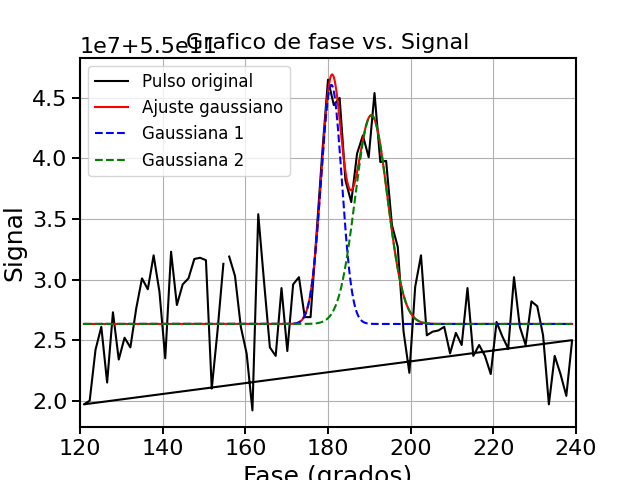 Grafico de fase vs. Signal
1e7+5.5e11
Pulso original
Ajuste gaussiano
Gaussiana 1
Gaussiana 2
4.5
4.0
3.5
3.0
2.5
2.0
Signal
120 140 160 180 200 220 240
Fase (grados)